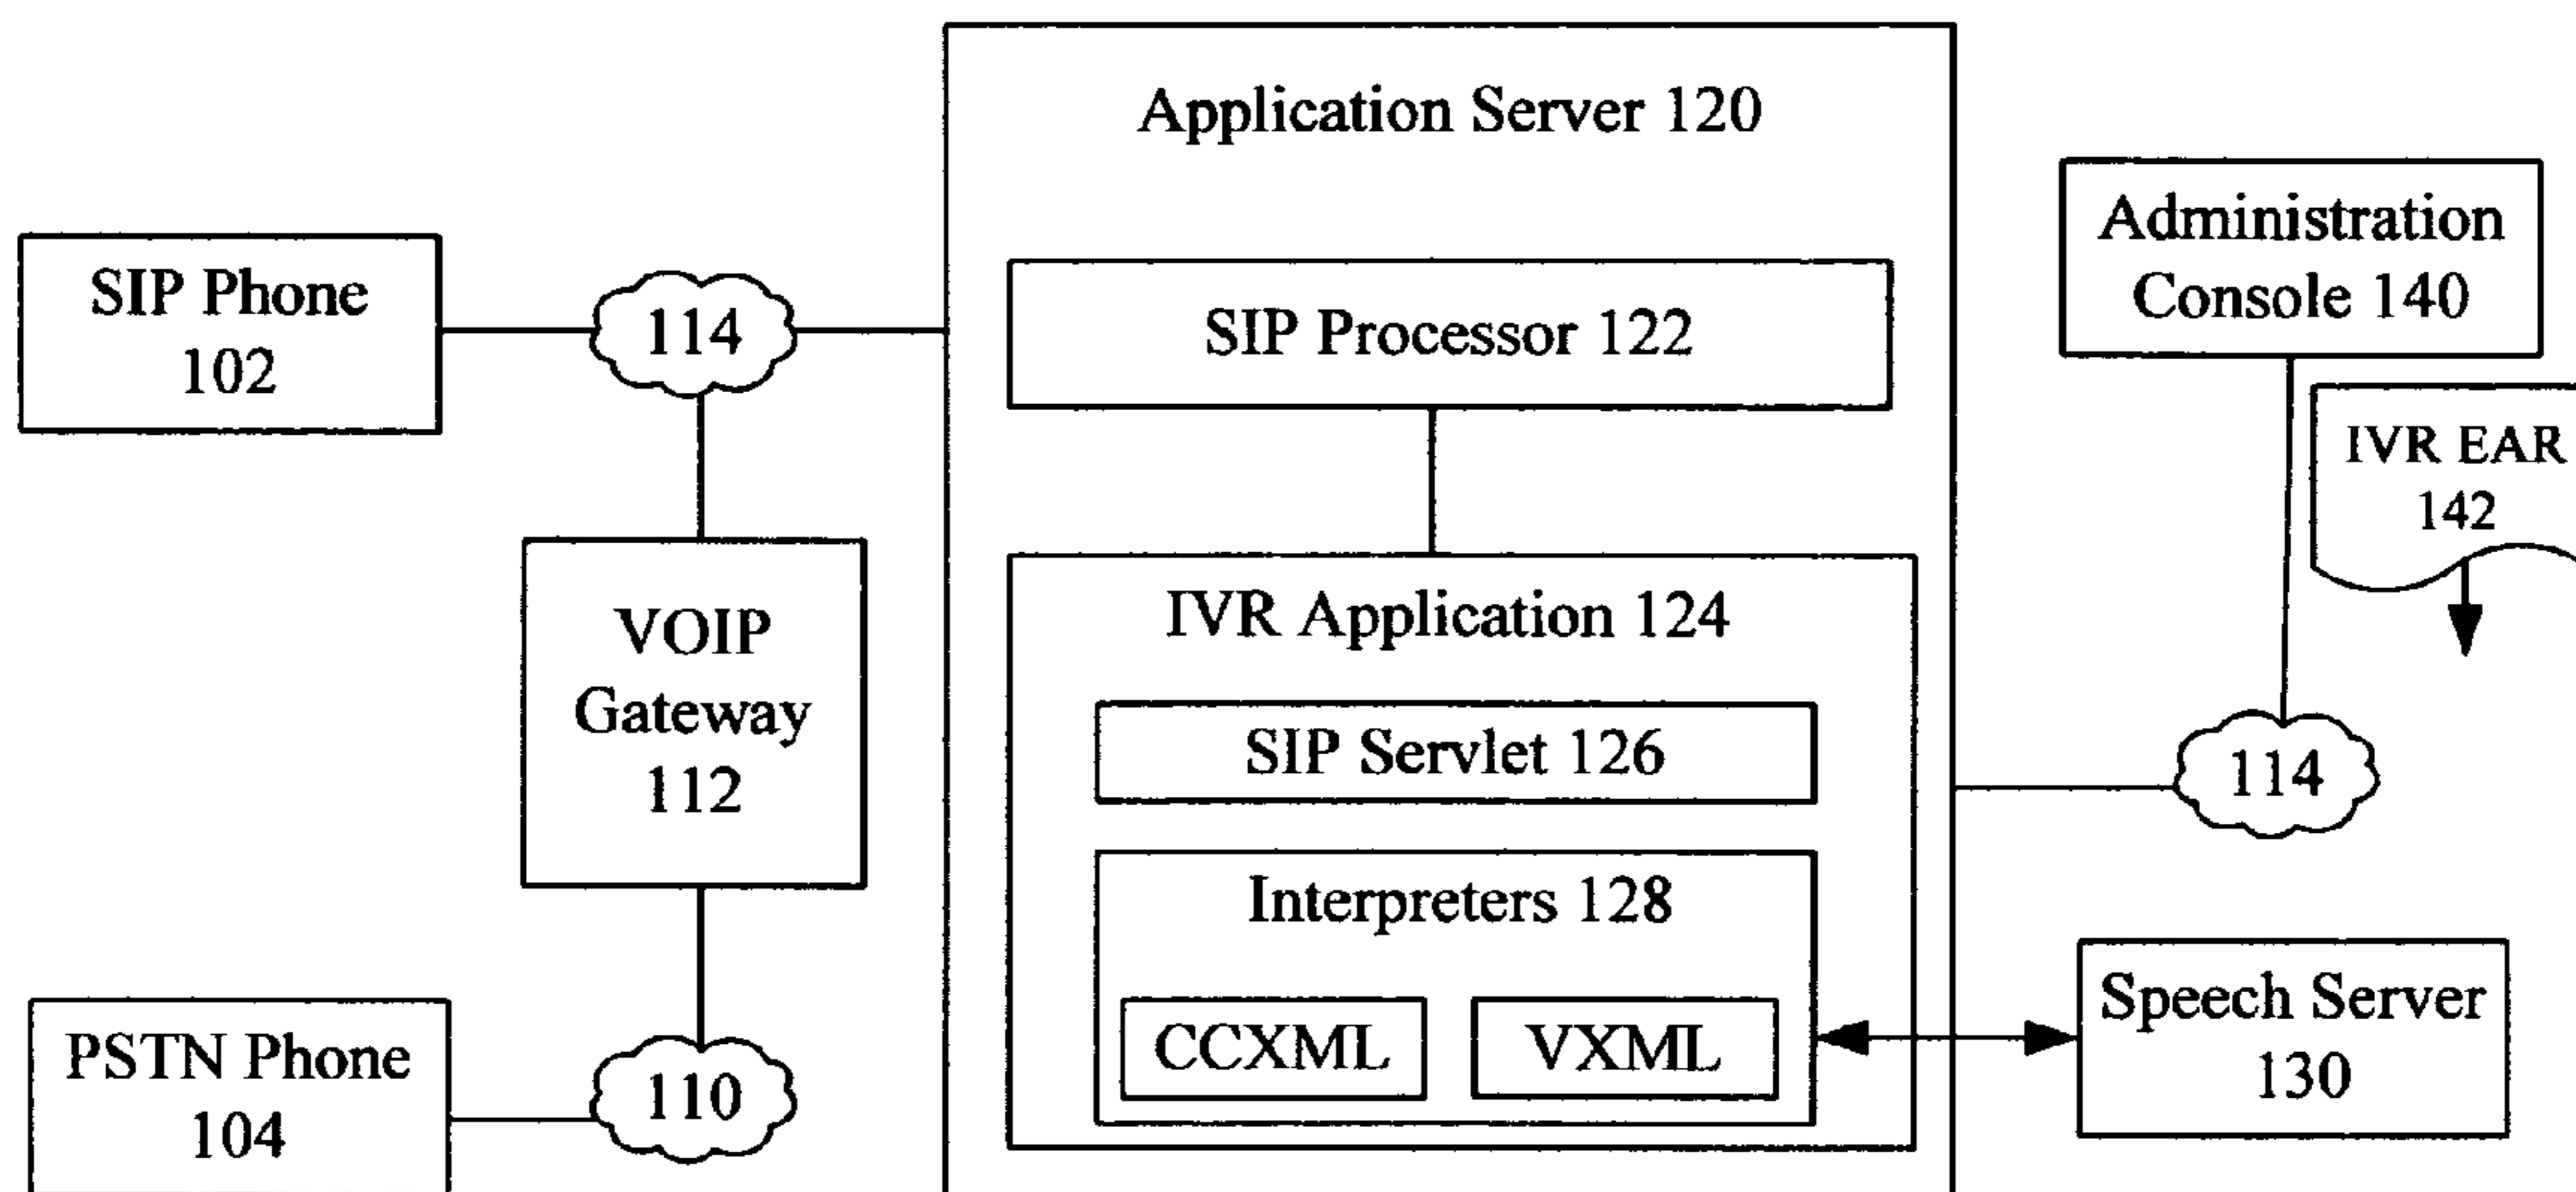 Application Server 120
SIP Phone
102
114
SIP Processor 122
Administration
Console 140
IVR EAR
142
VOIP
Gateway
112
IVR Application 124
SIP Servlet 126
114
Interpreters 128
CCXML
VXML
Speech Server
130
PSTN Phone
104
110